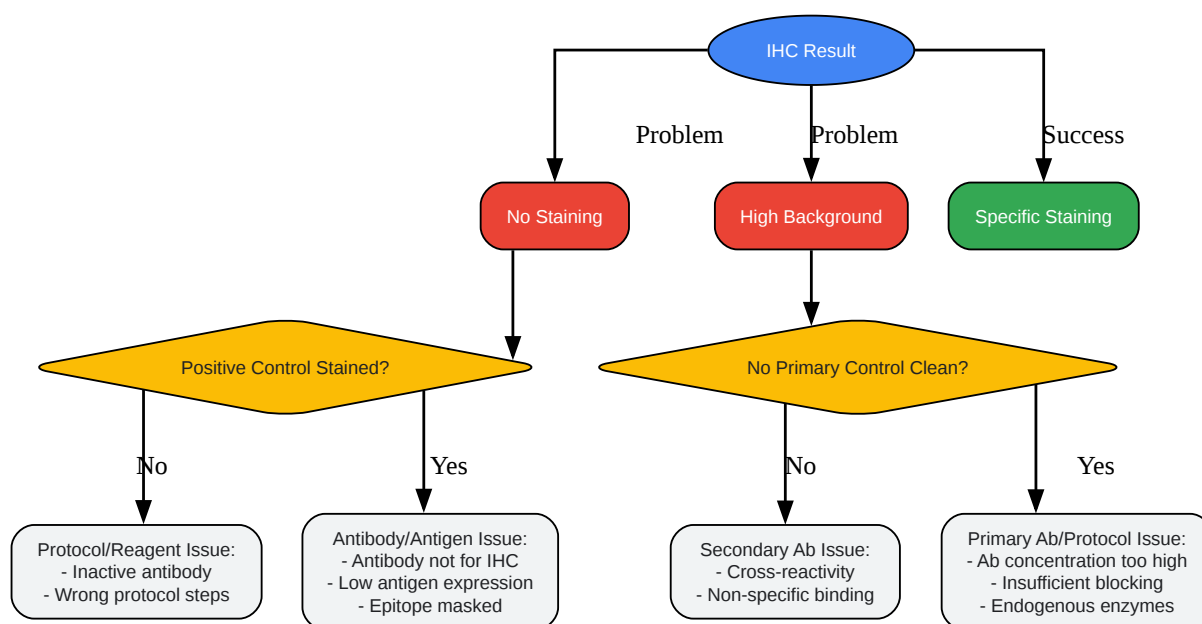 IHC Result
Problem
Problem
Success
No Staining
High Background
Specific Staining
Positive Control Stained?
No Primary Control Clean?
No
Yes
No
Yes
Protocol/Reagent Issue:
- Inactive antibody
- Wrong protocol steps
Antibody/Antigen Issue:
- Antibody not for IHC
- Low antigen expression
- Epitope masked
Secondary Ab Issue:
- Cross-reactivity
- Non-specific binding
Primary Ab/Protocol Issue:
- Ab concentration too high
- Insufficient blocking
- Endogenous enzymes